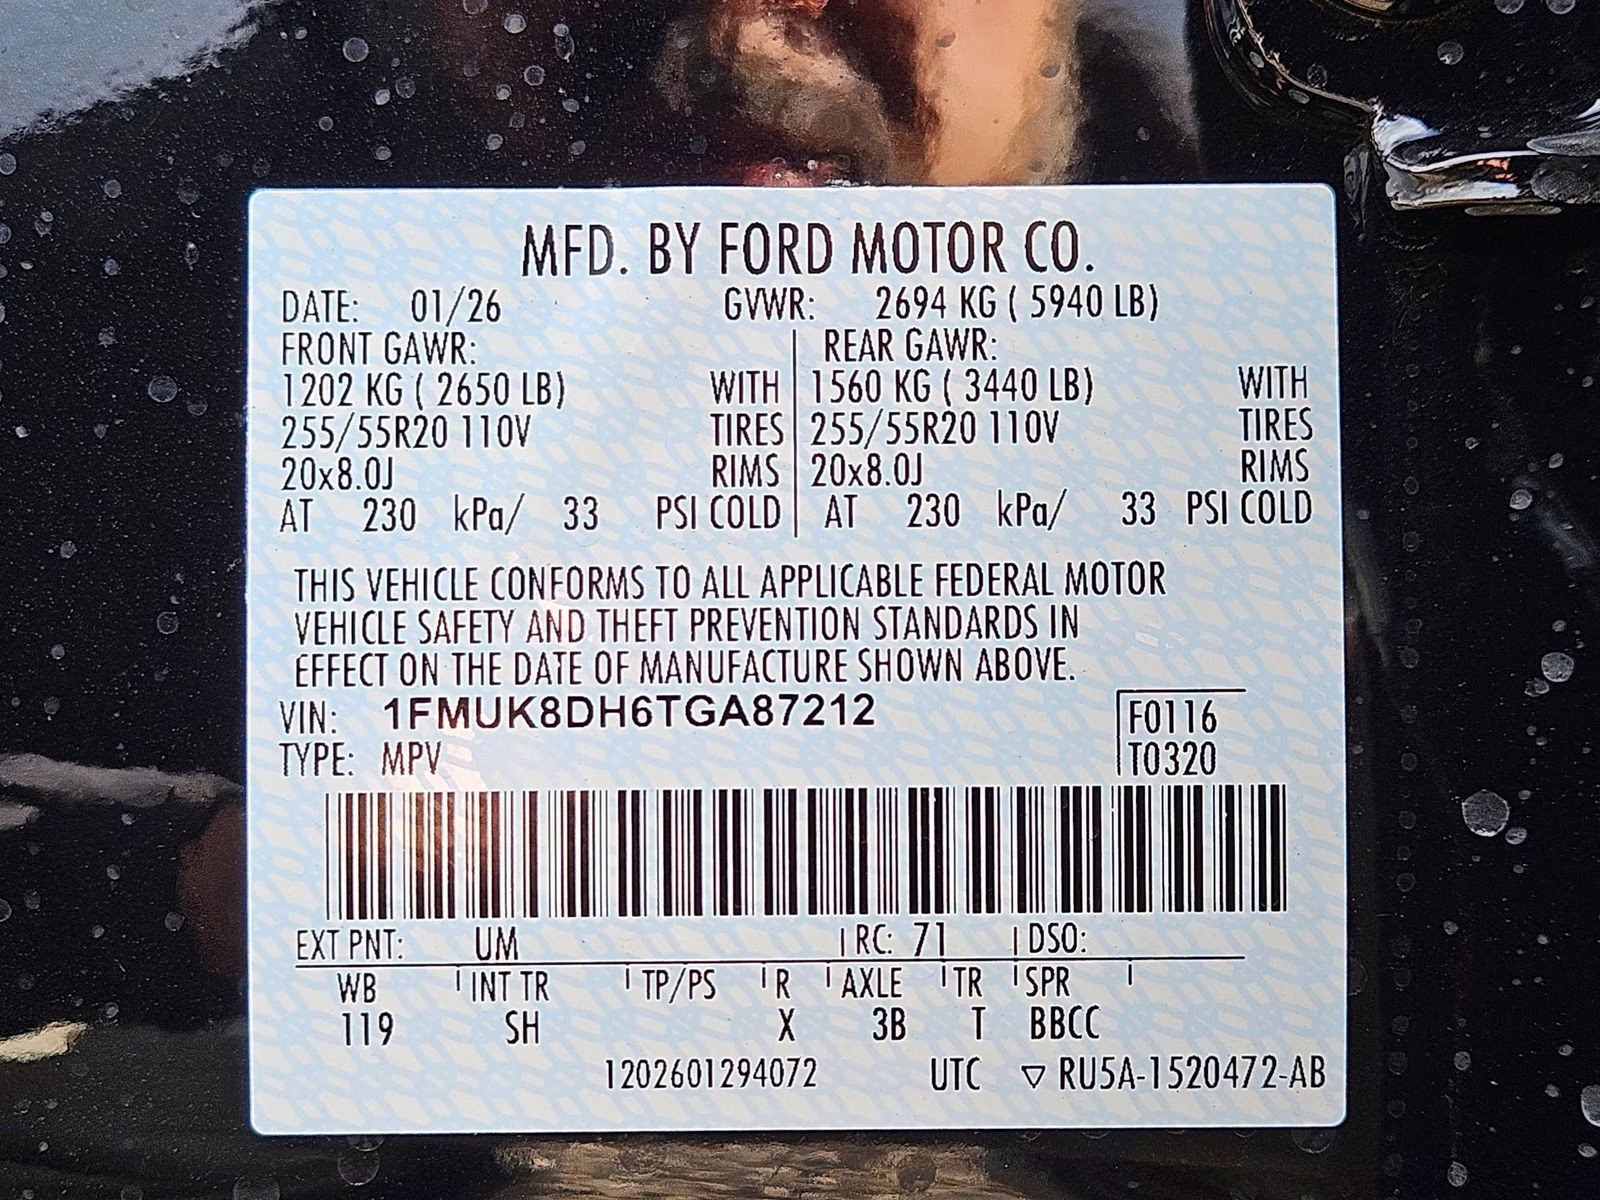 MFD. BY FORD MOTOR CO.
DATE: 01/26 GVWR: 2694 KG ( 5940 LB)
FRONT GAWR: REAR GAWR:
1202 KG ( 2650 LB) WITH 1560 KG ( 3440 LB) WITH
255/55R20 110V TIRES 255/55R20 110V TIRES
20x8.0J RIMS 20x8.0J RIMS
AT 230 kPa/ 33 PSI COLD AT 230 kPa/ 33 PSI COLD
THIS VEHICLE CONFORMS TO ALL APPLICABLE FEDERAL MOTOR
VEHICLE SAFETY AND THEFT PREVENTION STANDARDS IN
EFFECT ON THE DATE OF MANUFACTURE SHOWN ABOVE.
VIN: 1FMUK8DH6TGA87212 F0116
TYPE: MPV T0320
EXT PNT: UM RC: 71 DSO:
WB INT TR TP/PS R AXLE TR SPR
119 SH X 3B T BBCC
1202601294072 UTC ▽ RU5A-1520472-AB